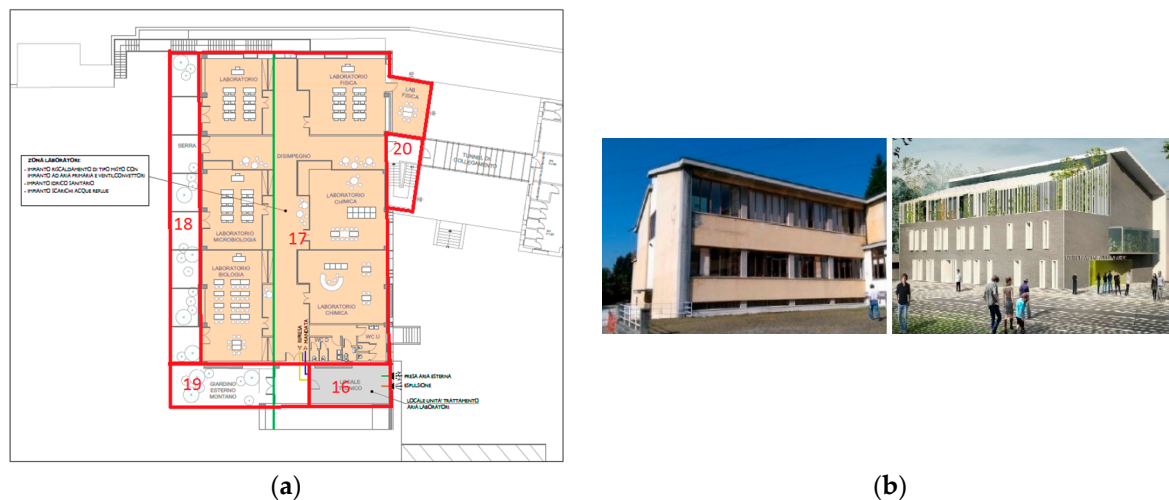 LABORATORIO
LABORATORIO
FISICA
LAB
FISICA
SERRA
DISIMPEGNO
20
TUNNEL DI
COLLEGAMENTO
ZONA LABORATORI:
- IMPIANTO RISCALDAMENTO DI TIPO MISTO CON
IMPIANTO AD ARIA PRIMARIA E VENTILCONVETTORI
- IMPIANTO IDRICO SANITARIO
- IMPIANTO SCARICHI ACQUE REFLUE
LABORATORIO
CHIMICA
18
17
LABORATORIO
MICROBIOLOGIA
LABORATORIO
BIOLOGIA
LABORATORIO
CHIMICA
RIPRESA
MANDATA
WC D
WC U
19
GIARDINO
ESTERNO
MONTANO
16
LOCALE
TECNICO
PRESA ARIA ESTERNA
ESPULSIONE
LOCALE UNITA' TRATTAMENTO
ARIA LABORATORI
(a)
(b)